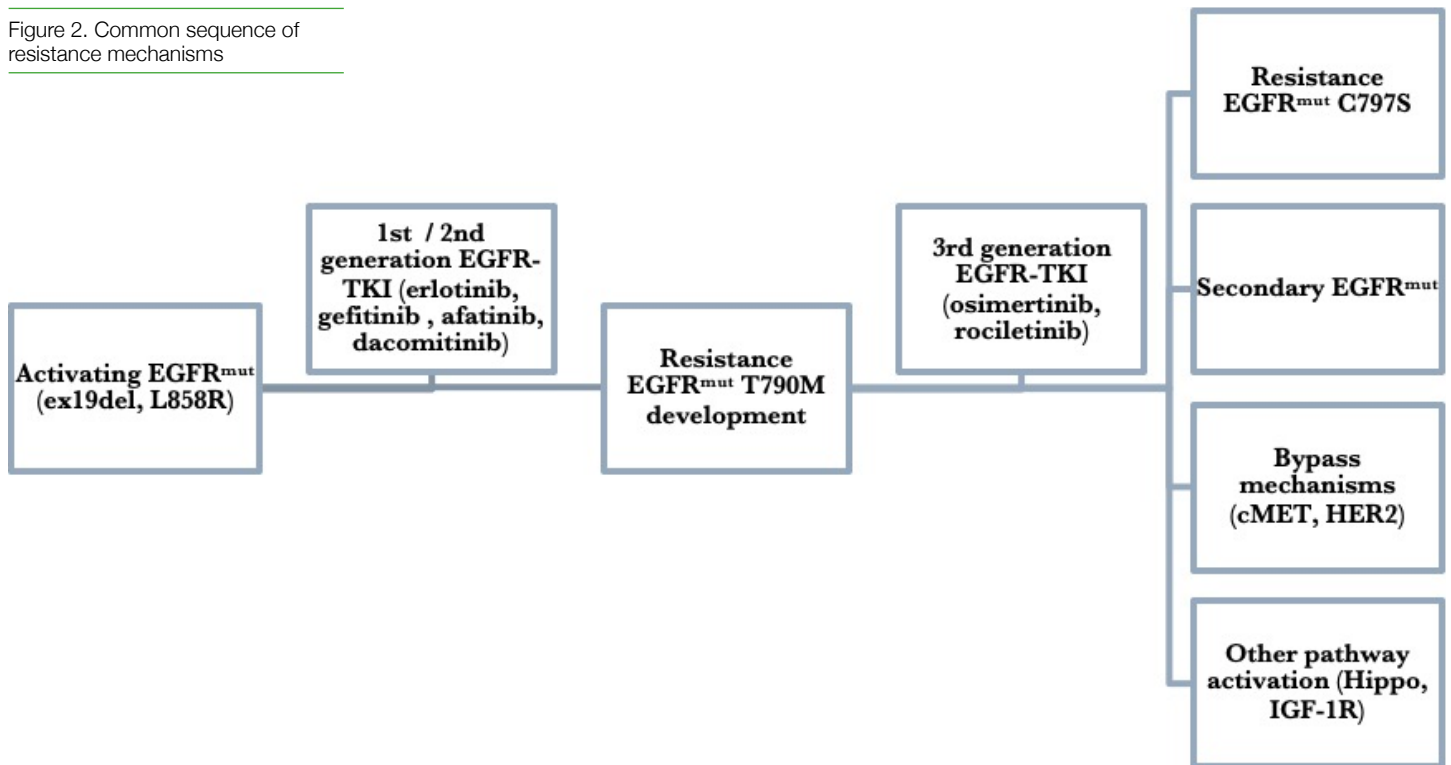 Figure 2. Common sequence of
resistance mechanisms
Activating EGFRmut
(ex19del, L858R)
1st / 2nd
generation EGFR-
TKI (erlotinib,
gefitinib , afatinib,
dacomitinib)
Resistance
EGFRmut T790M
development
3rd generation
EGFR-TKI
(osimertinib,
rociletinib)
Resistance
EGFRmut C797S
Secondary EGFRmut
Bypass
mechanisms
(cMET, HER2)
Other pathway
activation (Hippo,
IGF-1R)